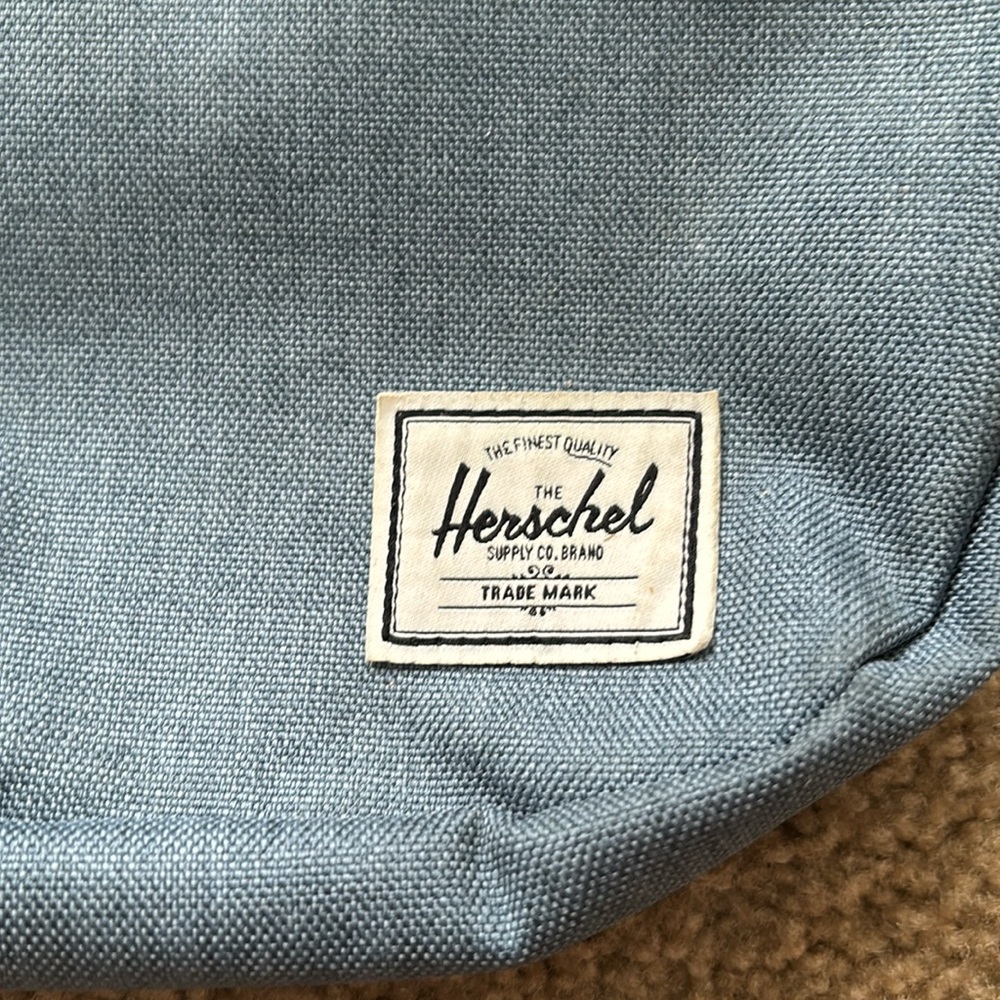 THE FINEST QUALITY
THE
Herschel
SUPPLY CO. BRAND
TRADE MARK